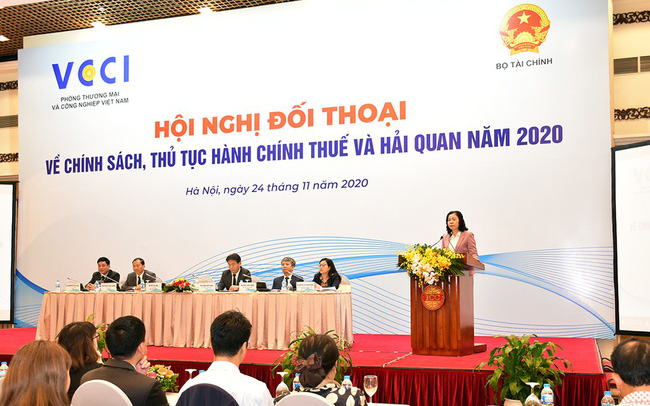 VCCI
PHÒNG THƯƠNG MẠI
VÀ CÔNG NGHIỆP VIỆT NAM
BỘ TÀI CHÍNH
HỘI NGHỊ ĐỐI THOẠI
VỀ CHÍNH SÁCH, THỦ TỤC HÀNH CHÍNH THUẾ VÀ HẢI QUAN NĂM 2020
Hà Nội, ngày 24 tháng 11 năm 2020